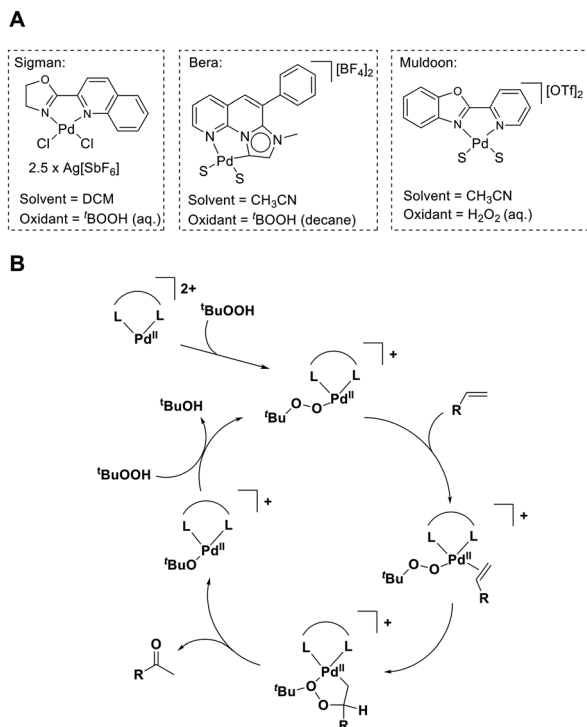 A
Sigman:
O
N
N
Pd
Cl
Cl
2.5 x Ag[SbF6]
Solvent = DCM
Oxidant = tBOOH (aq.)
Bera:
[BF4]2
N
N
N
Pd
S
S
Solvent = CH3CN
Oxidant = tBOOH (decane)
Muldoon:
[OTf]2
O
N
N
Pd
S
S
Solvent = CH3CN
Oxidant = H2O2 (aq.)
B
2+
L
L
PdII
tBuOOH
+
L
L
PdII
O
O
tBu
R
+
L
L
PdII
O
O
tBu
R
+
L
L
PdII
tBu
O
O
H
R
O
R
+
L
L
PdII
tBuO
tBuOOH
tBuOH